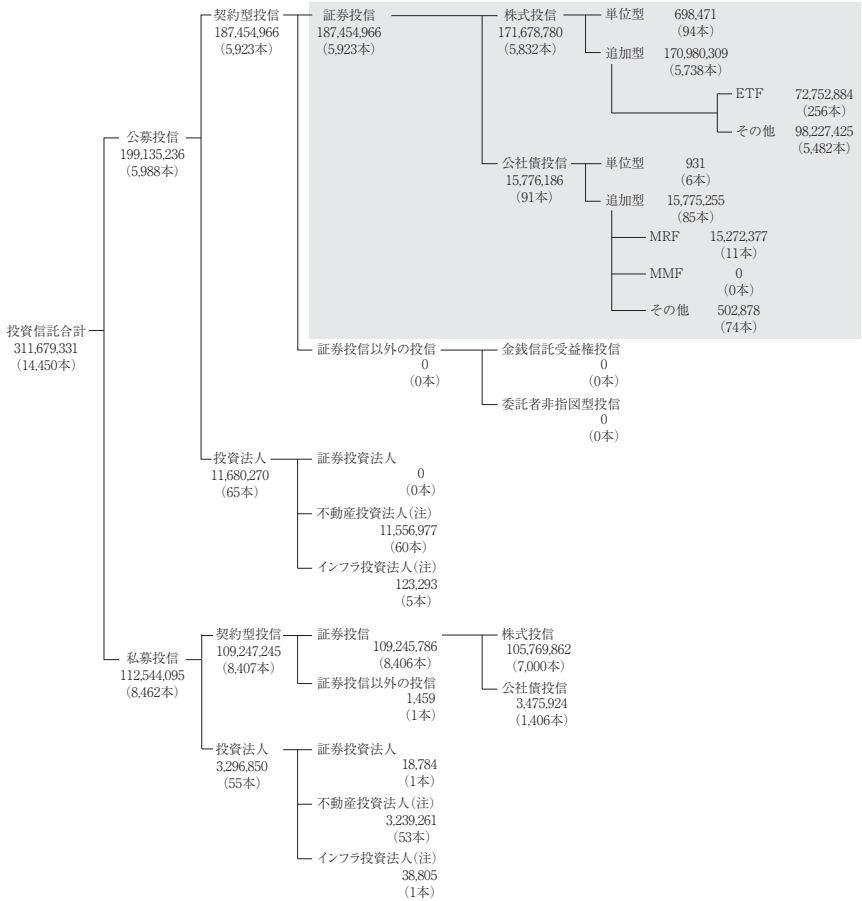 投資信託合計
311,679,331
（14,450本）
公募投信
199,135,236
（5,988本）
契約型投信
187,454,966
（5,923本）
証券投信
187,454,966
（5,923本）
株式投信
171,678,780
（5,832本）
単位型 698,471
（94本）
追加型 170,980,309
（5,738本）
ETF 72,752,884
（256本）
その他 98,227,425
（5,482本）
公社債投信
15,776,186
（91本）
単位型 931
（6本）
追加型 15,775,255
（85本）
MRF 15,272,377
（11本）
MMF 0
（0本）
その他 502,878
（74本）
証券投信以外の投信
0
（0本）
金銭信託受益権投信
0
（0本）
委託者非指図型投信
0
（0本）
投資法人
11,680,270
（65本）
証券投資法人
0
（0本）
不動産投資法人(注)
11,556,977
（60本）
インフラ投資法人(注)
123,293
（5本）
私募投信
112,544,095
（8,462本）
契約型投信
109,247,245
（8,407本）
証券投信
109,245,786
（8,406本）
株式投信
105,769,862
（7,000本）
公社債投信
3,475,924
（1,406本）
証券投信以外の投信
1,459
（1本）
投資法人
3,296,850
（55本）
証券投資法人
18,784
（1本）
不動産投資法人(注)
3,239,261
（53本）
インフラ投資法人(注)
38,805
（1本）